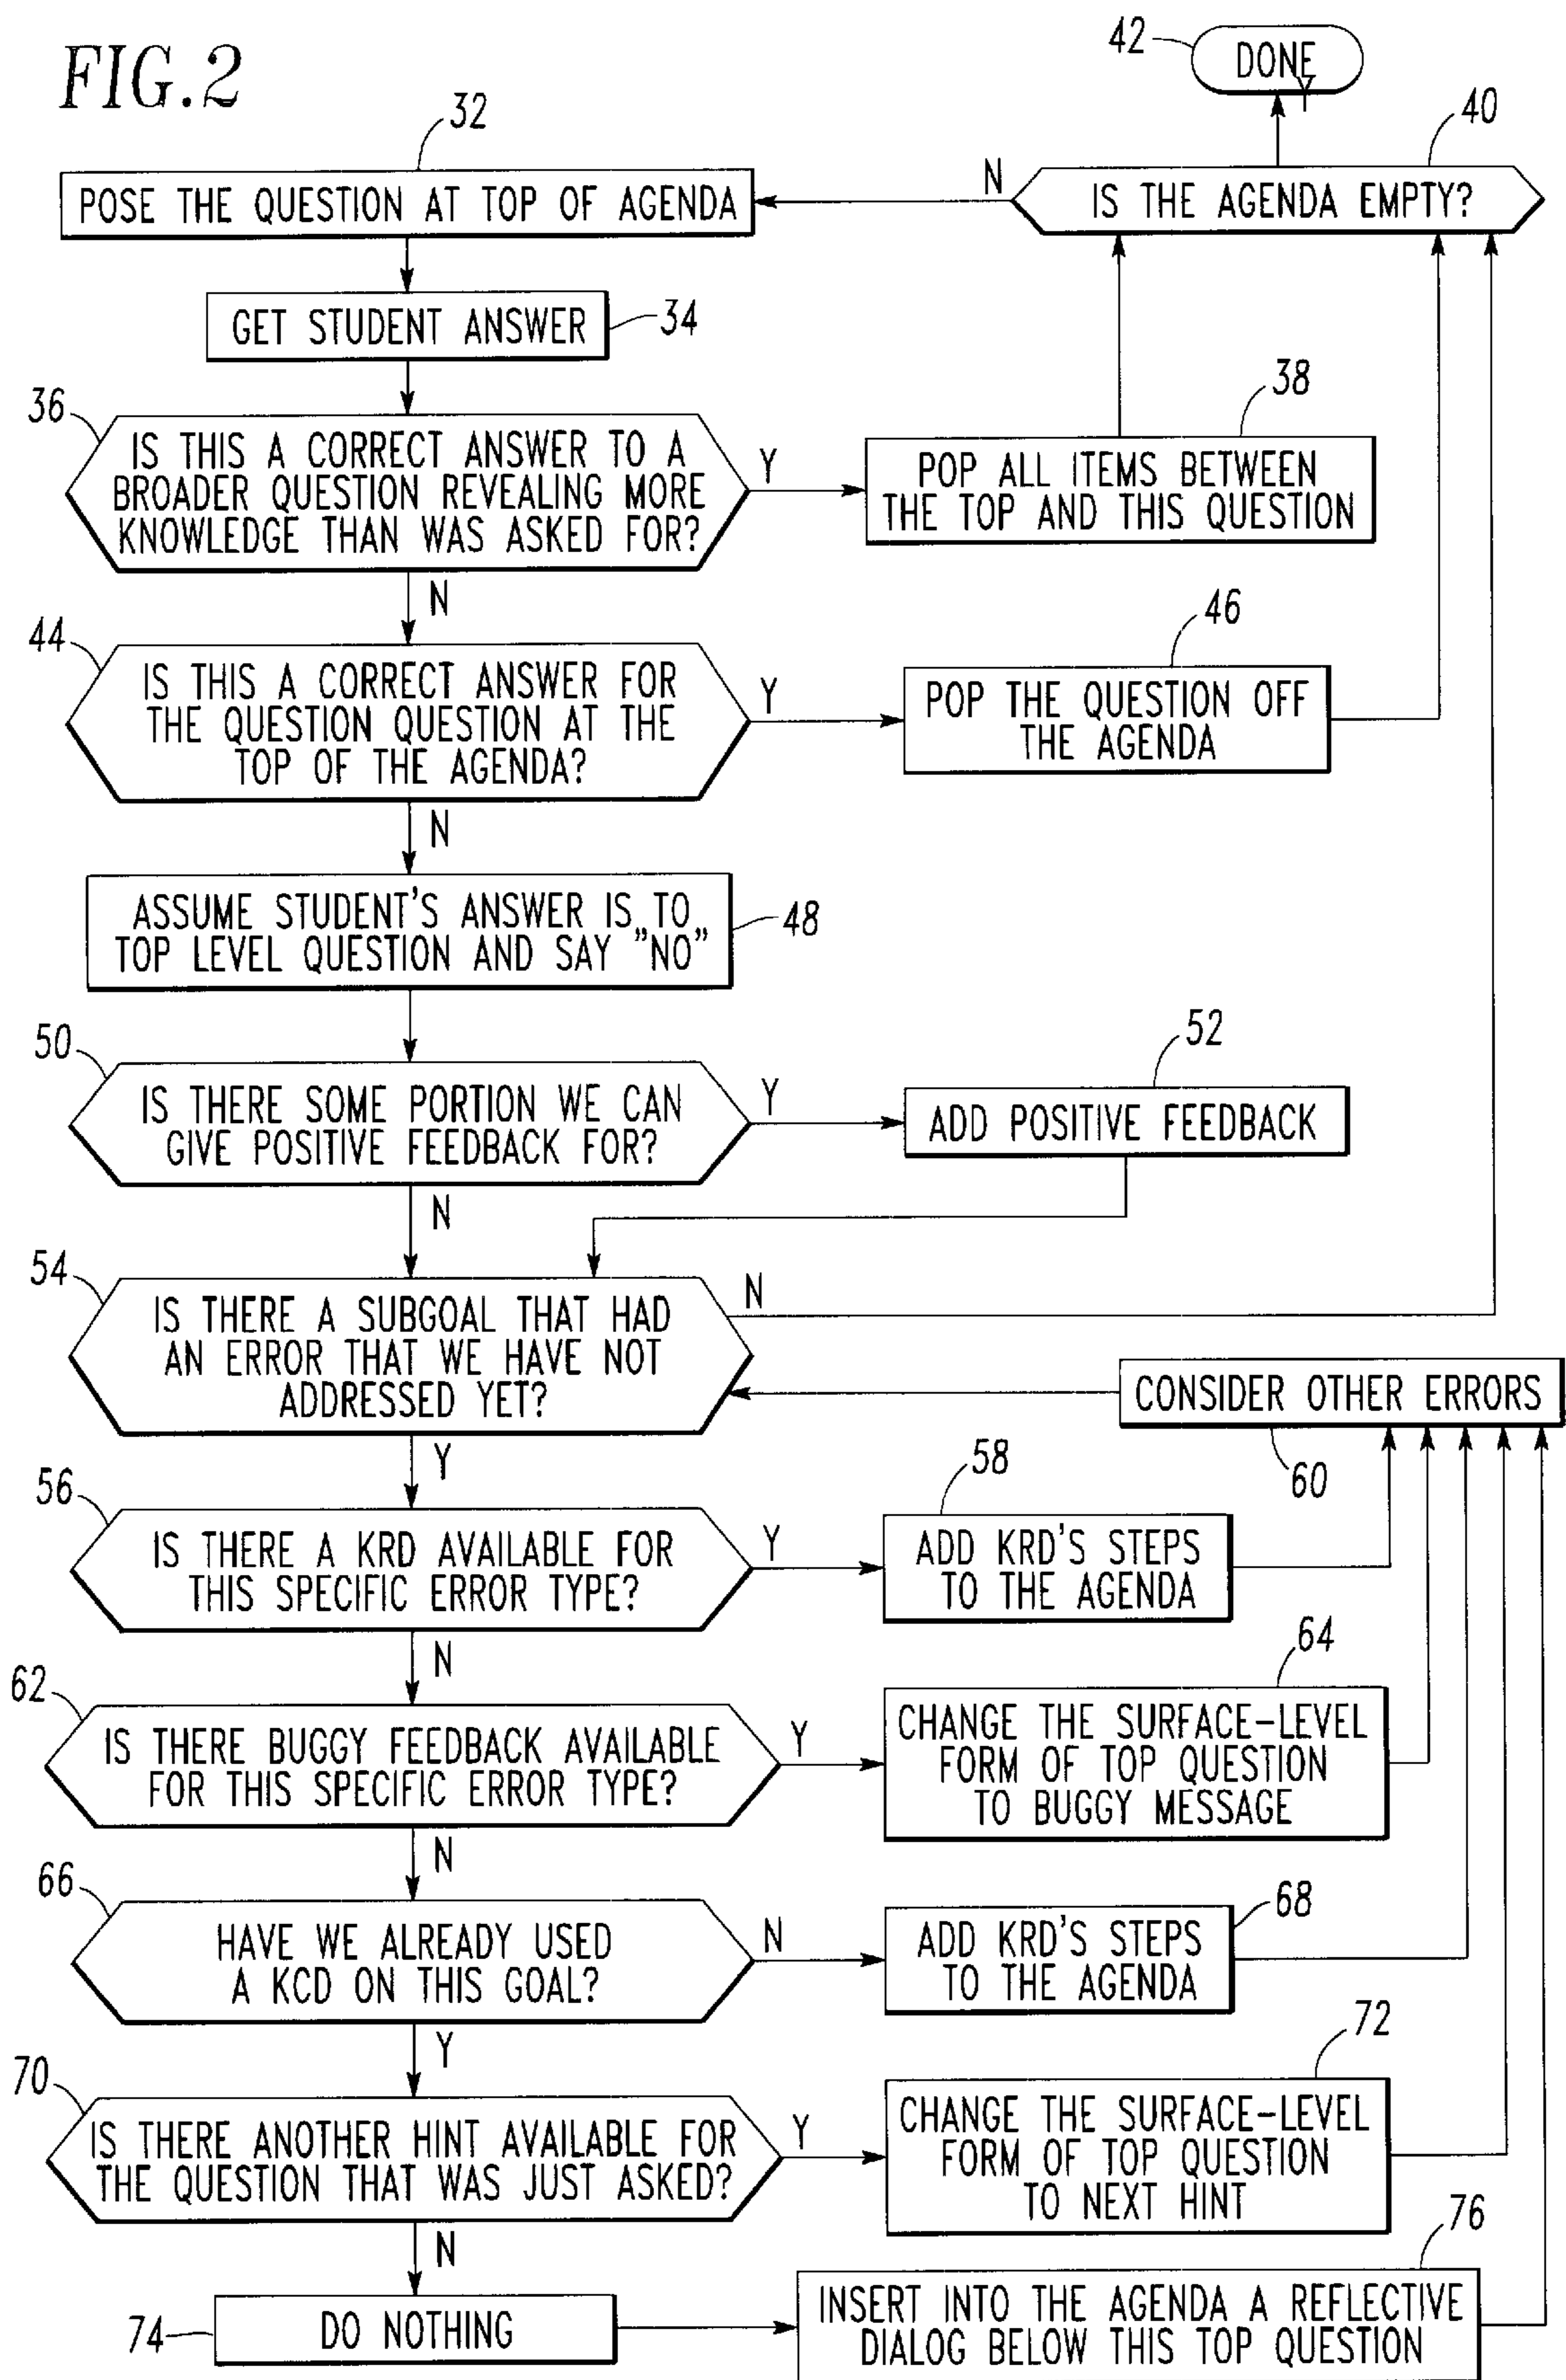 FIG.2
42
DONE
Y
32
40
POSE THE QUESTION AT TOP OF AGENDA
N
IS THE AGENDA EMPTY?
GET STUDENT ANSWER
34
36
IS THIS A CORRECT ANSWER TO A
BROADER QUESTION REVEALING MORE
KNOWLEDGE THAN WAS ASKED FOR?
Y
38
POP ALL ITEMS BETWEEN
THE TOP AND THIS QUESTION
N
44
IS THIS A CORRECT ANSWER FOR
THE QUESTION QUESTION AT THE
TOP OF THE AGENDA?
Y
46
POP THE QUESTION OFF
THE AGENDA
N
ASSUME STUDENT'S ANSWER IS TO
TOP LEVEL QUESTION AND SAY "NO"
48
50
IS THERE SOME PORTION WE CAN
GIVE POSITIVE FEEDBACK FOR?
Y
52
ADD POSITIVE FEEDBACK
N
54
IS THERE A SUBGOAL THAT HAD
AN ERROR THAT WE HAVE NOT
ADDRESSED YET?
N
CONSIDER OTHER ERRORS
60
Y
56
IS THERE A KRD AVAILABLE FOR
THIS SPECIFIC ERROR TYPE?
Y
58
ADD KRD'S STEPS
TO THE AGENDA
N
62
IS THERE BUGGY FEEDBACK AVAILABLE
FOR THIS SPECIFIC ERROR TYPE?
Y
64
CHANGE THE SURFACE-LEVEL
FORM OF TOP QUESTION
TO BUGGY MESSAGE
N
66
HAVE WE ALREADY USED
A KCD ON THIS GOAL?
N
68
ADD KRD'S STEPS
TO THE AGENDA
Y
70
IS THERE ANOTHER HINT AVAILABLE FOR
THE QUESTION THAT WAS JUST ASKED?
Y
72
CHANGE THE SURFACE-LEVEL
FORM OF TOP QUESTION
TO NEXT HINT
N
74
DO NOTHING
76
INSERT INTO THE AGENDA A REFLECTIVE
DIALOG BELOW THIS TOP QUESTION